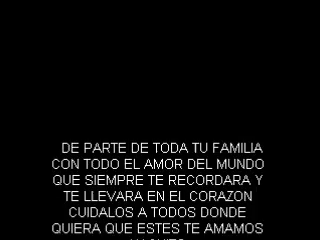 DE PARTE DE TODA TU FAMILIA
CON TODO EL AMOR DEL MUNDO
QUE SIEMPRE TE RECORDARA Y
TE LLEVARA EN EL CORAZON
CUIDALOS A TODOS DONDE
QUIERA QUE ESTES TE AMAMOS